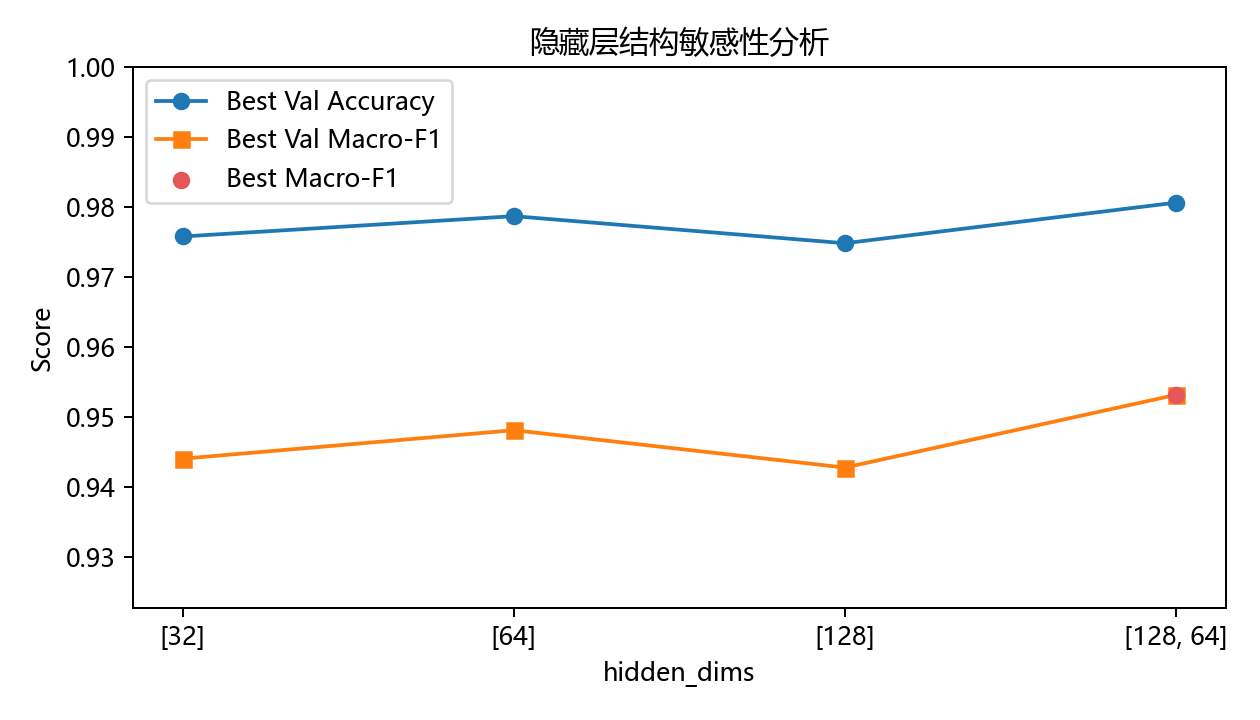 隐藏层结构敏感性分析
1.00
0.99
0.98
0.97
0.96
0.95
0.94
0.93
Score
Best Val Accuracy
Best Val Macro-F1
Best Macro-F1
[32]
[64]
[128]
[128, 64]
hidden_dims